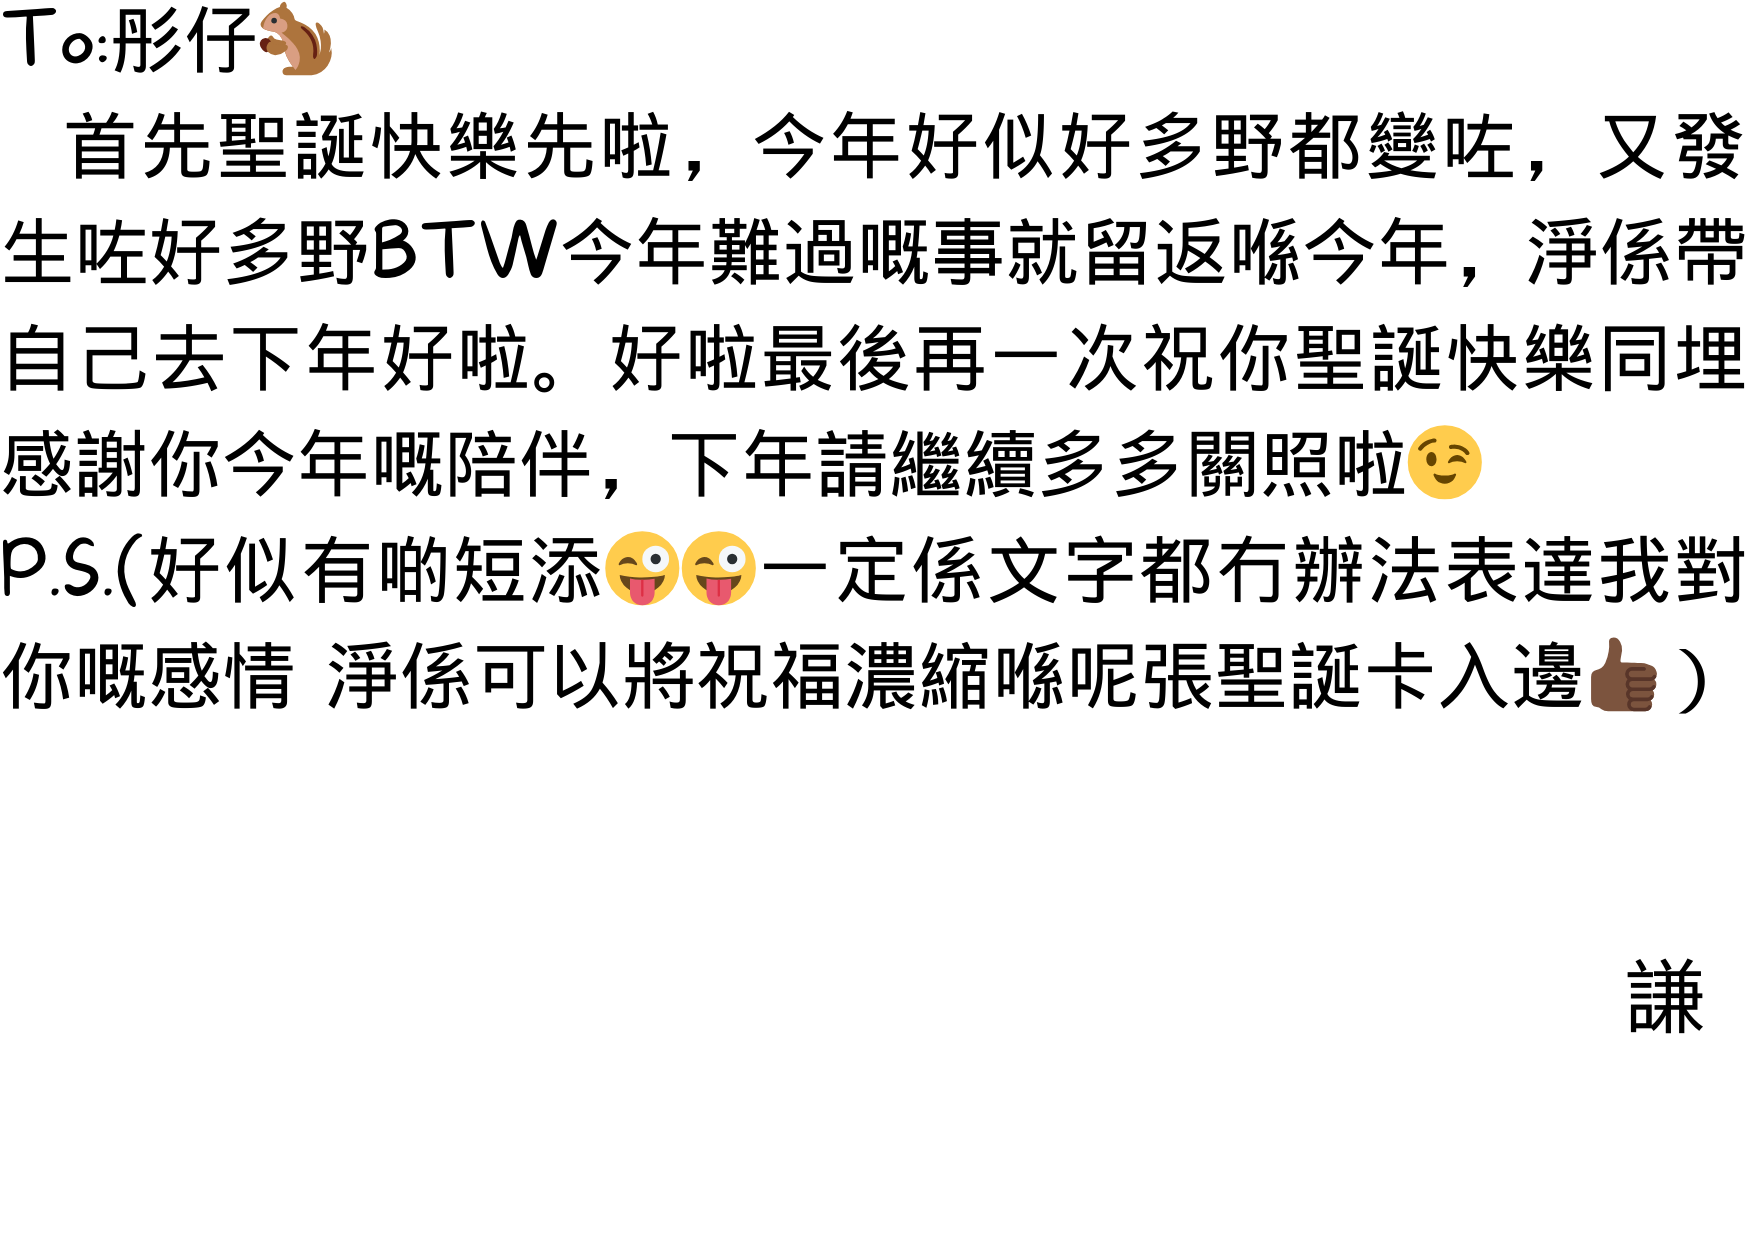 To:彤仔🐿️
首先聖誕快樂先啦，今年好似好多野都變咗，又發
生咗好多野BTW今年難過嘅事就留返喺今年，淨係帶
自己去下年好啦。好啦最後再一次祝你聖誕快樂同埋
感謝你今年嘅陪伴，下年請繼續多多關照啦😉
P.S.(好似有啲短添😜😜一定係文字都冇辦法表達我對
你嘅感情 淨係可以將祝福濃縮喺呢張聖誕卡入邊👍🏾)
謙